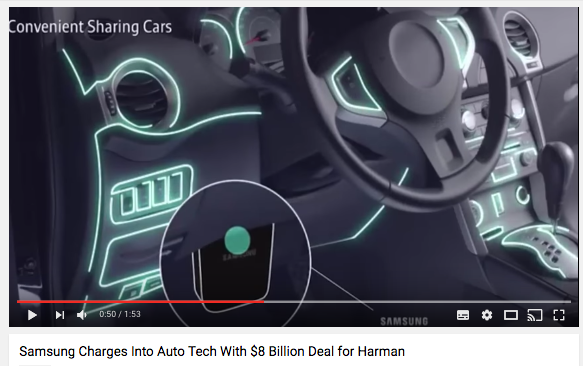 Convenient Sharing Cars
SAMSUNG
SAMSUNG
0:50 / 1:53
Samsung Charges Into Auto Tech With $8 Billion Deal for Harman